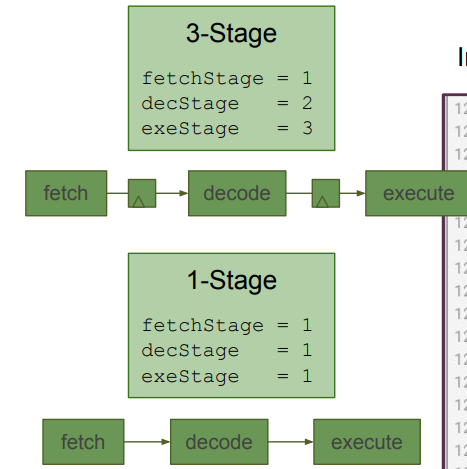 3-Stage
fetchStage = 1
decStage   = 2
exeStage   = 3
fetch
decode
execute
1-Stage
fetchStage = 1
decStage   = 1
exeStage   = 1
fetch
decode
execute